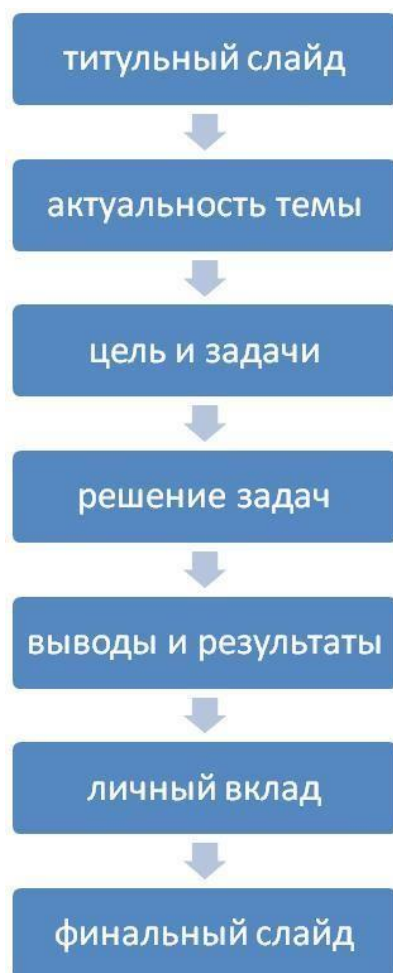 титульный слайд
актуальность темы
цель и задачи
решение задач
выводы и результаты
личный вклад
финальный слайд